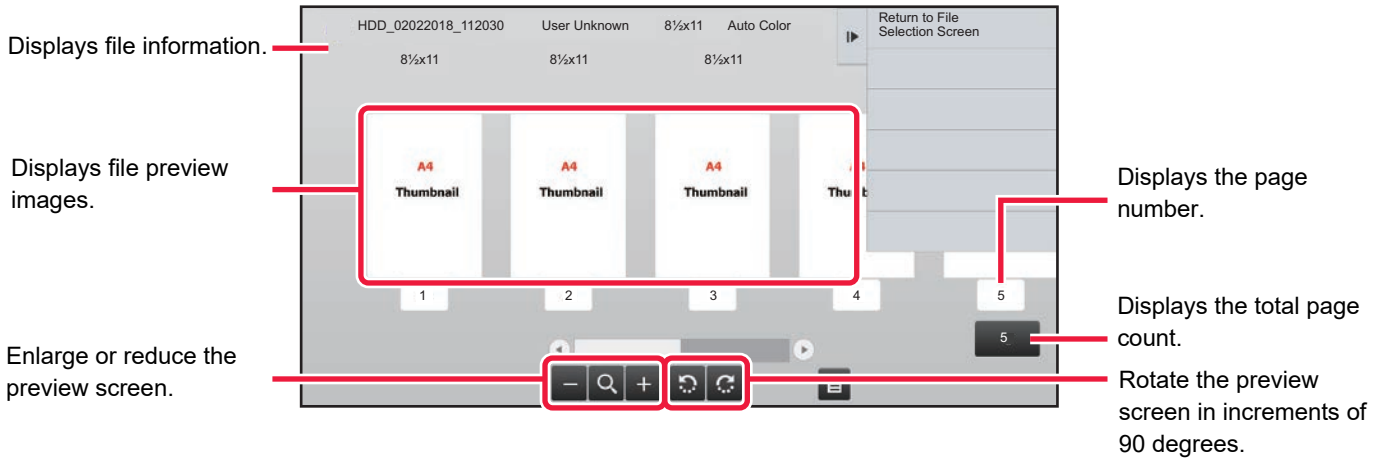 HDD_02022018_112030 User Unknown 8½x11 Auto Color
Return to File
Selection Screen
Displays file information.
8½x11 8½x11 8½x11
Displays file preview
images.
A4 A4 A4
Thumbnail Thumbnail Thumbnail Thu
Displays the page
number.
1 2 3 4 5
Displays the total page
count.
5
Enlarge or reduce the
preview screen.
Rotate the preview
screen in increments of
90 degrees.